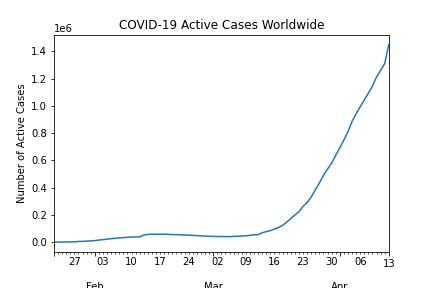 COVID-19 Active Cases Worldwide
1e6
1.4
1.2
1.0
0.8
0.6
0.4
0.2
0.0
Number of Active Cases
27 03 10 17 24 02 09 16 23 30 06 13
Feb Mar Apr